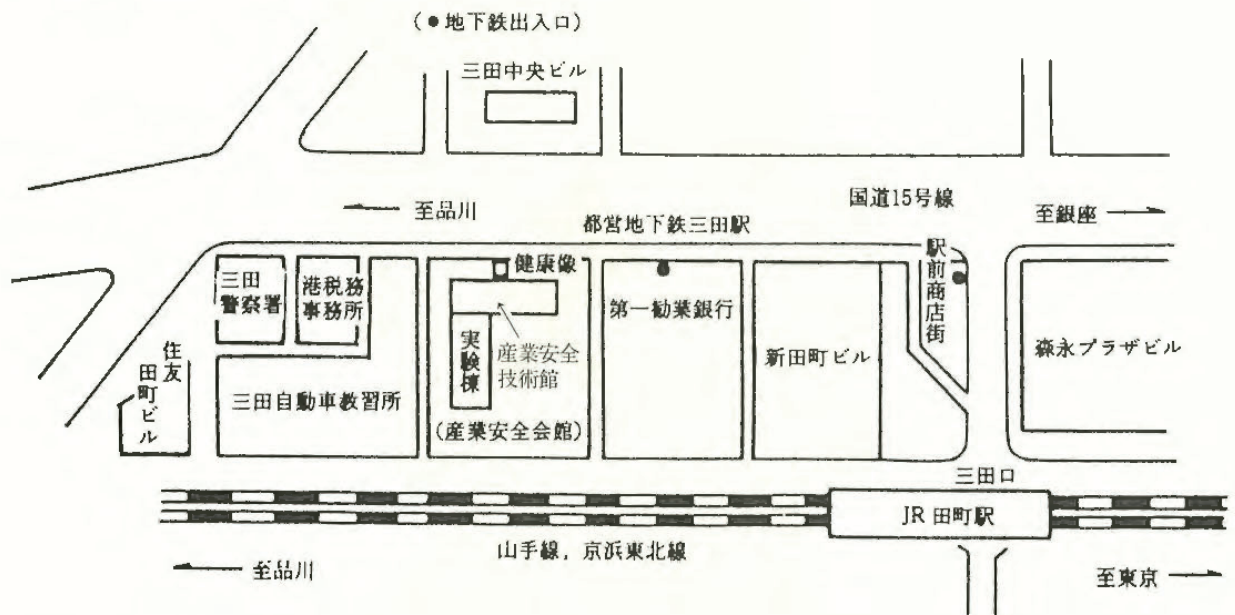 (●地下鉄出入口)
三田中央ビル
国道15号線
至品川
至銀座
都営地下鉄三田駅
三田
警察署
港税務
事務所
健康像
駅前商店街
第一勧業銀行
実験棟
産業安全
技術館
新田町ビル
森永プラザビル
住友
田町ビル
三田自動車教習所
(産業安全会館)
三田口
JR 田町駅
山手線，京浜東北線
至品川
至東京